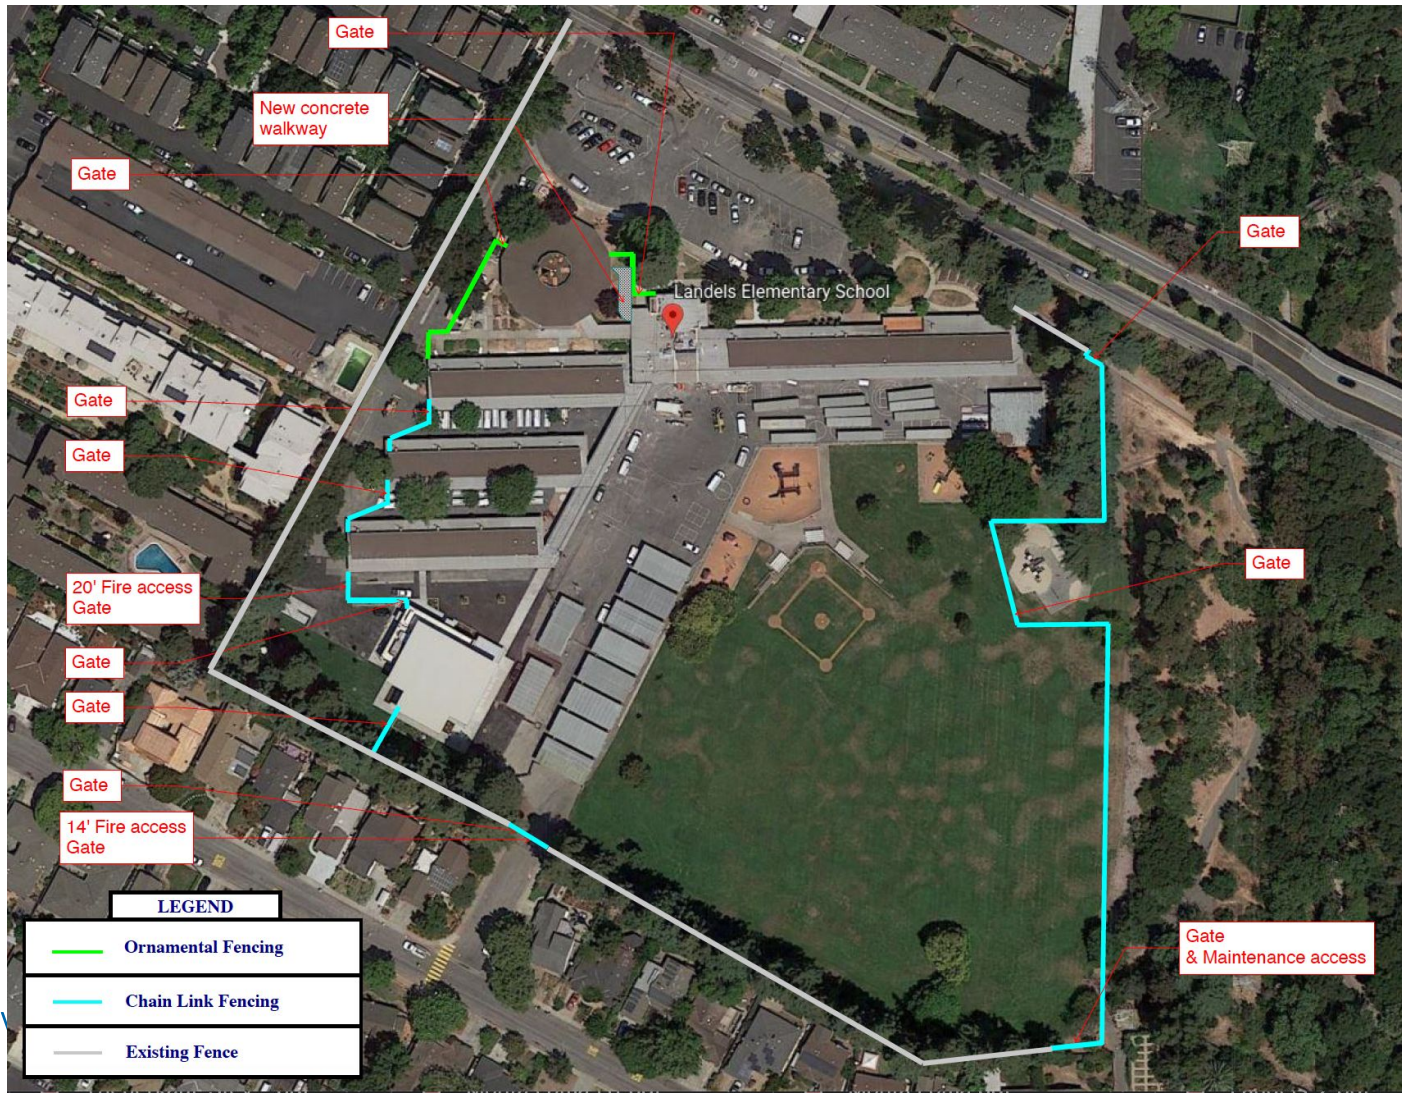 Gate
New concrete
walkway
Gate
Gate
Landels Elementary School
Gate
Gate
Gate
20' Fire access
Gate
Gate
Gate
Gate
14' Fire access
Gate
Gate
& Maintenance access
LEGEND
Ornamental Fencing
Chain Link Fencing
Existing Fence